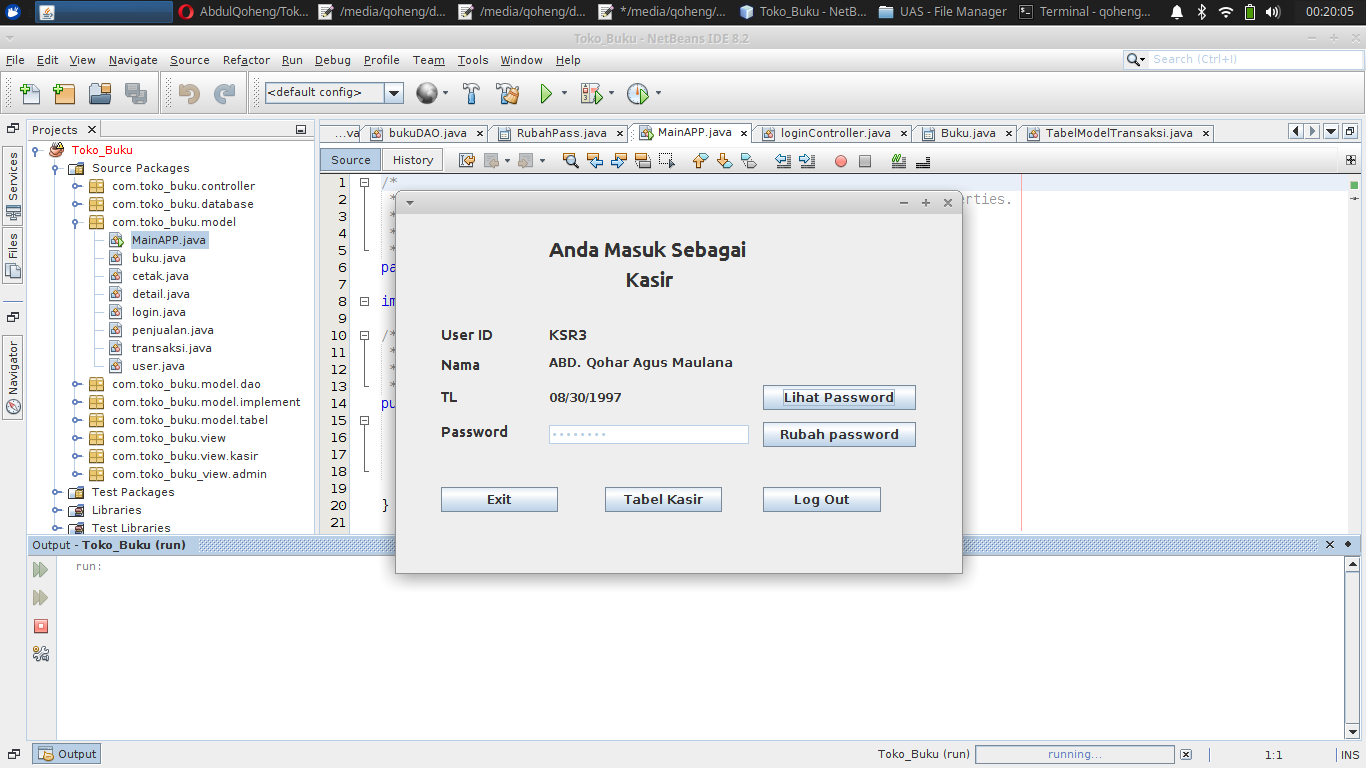 AbdulQoheng/Tok...
/media/qoheng/d...
/media/qoheng/d...
*/media/qoheng/...
Toko_Buku - NetB...
UAS - File Manager
Terminal - qoheng...
00:20:05
Toko_Buku - NetBeans IDE 8.2
File Edit View Navigate Source Refactor Run Debug Profile Team Tools Window Help
Search (Ctrl+I)
<default config>
Projects
...va
bukuDAO.java
RubahPass.java
MainAPP.java
loginController.java
Buku.java
TabelModelTransaksi.java
Source History
Services
Files
Navigator
Toko_Buku
Source Packages
com.toko_buku.controller
com.toko_buku.database
com.toko_buku.model
MainAPP.java
buku.java
cetak.java
detail.java
login.java
penjualan.java
transaksi.java
user.java
com.toko_buku.model.dao
com.toko_buku.model.implement
com.toko_buku.model.tabel
com.toko_buku.view
com.toko_buku.view.kasir
com.toko_buku_view.admin
Test Packages
Libraries
Test Libraries
1 /*
2 * erties.
3 *
4 *
5 *
6 pa
7
8 im
9
10 /*
11 *
12 *
13 *
14 pu
15
16
17
18
19
20 }
21
Anda Masuk Sebagai
Kasir
User ID KSR3
Nama ABD. Qohar Agus Maulana
TL 08/30/1997 Lihat Password
Password ******** Rubah password
Exit Tabel Kasir Log Out
Output - Toko_Buku (run)
run:
Output
Toko_Buku (run)
running...
1:1
INS